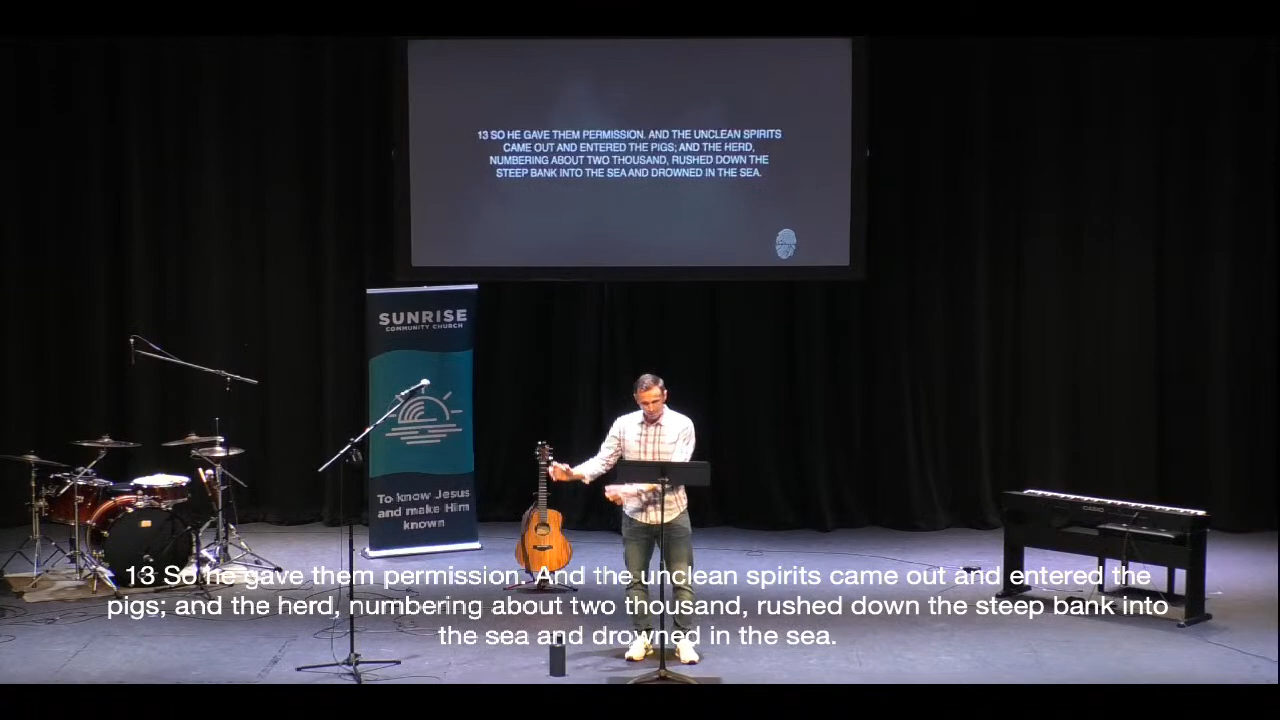 13 SO HE GAVE THEM PERMISSION. AND THE UNCLEAN SPIRITS
CAME OUT AND ENTERED THE PIGS; AND THE HERD,
NUMBERING ABOUT TWO THOUSAND, RUSHED DOWN THE
STEEP BANK INTO THE SEA AND DROWNED IN THE SEA.
SUNRISE
COMMUNITY CHURCH
To know Jesus
and make Him
known
CASIO
13 So he gave them permission. And the unclean spirits came out and entered the
pigs; and the herd, numbering about two thousand, rushed down the steep bank into
the sea and drowned in the sea.